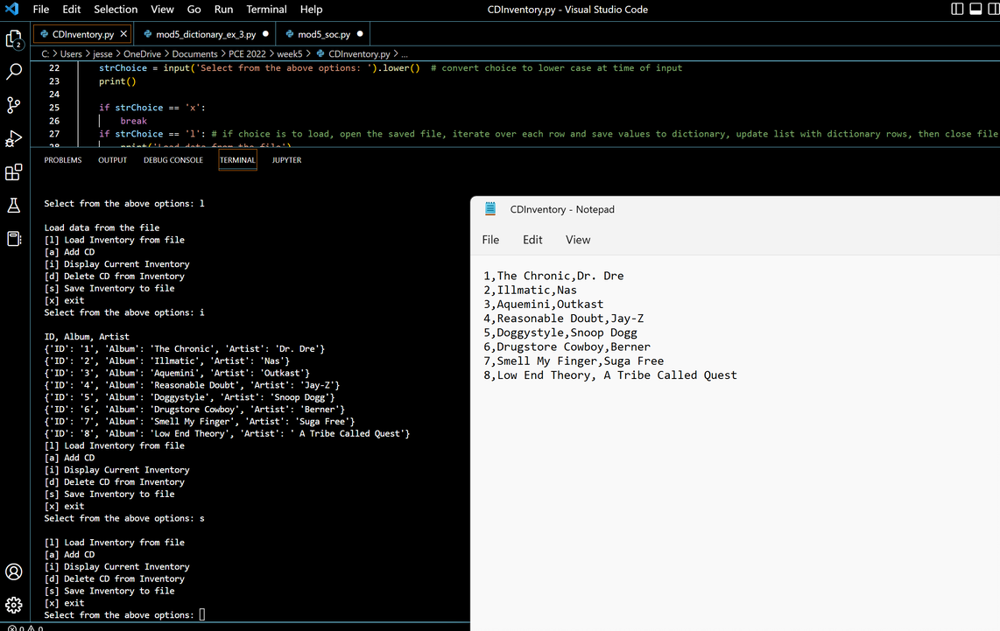 File Edit Selection View Go Run Terminal Help CDInventory.py - Visual Studio Code
CDInventory.py mod5_dictionary_ex_3.py mod5_soc.py
C: > Users > jesse > OneDrive > Documents > PCE 2022 > week5 > CDInventory.py > ...
22 strChoice = input('Select from the above options: ').lower() # convert choice to lower case at time of input
23 print()
24
25 if strChoice == 'x':
26 break
27 if strChoice == 'l': # if choice is to load, open the saved file, iterate over each row and save values to dictionary, update list with dictionary rows, then close file
28 print('Load data from the file')
2
PROBLEMS OUTPUT DEBUG CONSOLE TERMINAL JUPYTER
Select from the above options: l
Load data from the file
[l] Load Inventory from file
[a] Add CD
[i] Display Current Inventory
[d] Delete CD from Inventory
[s] Save Inventory to file
[x] exit
Select from the above options: i
ID, Album, Artist
{'ID': '1', 'Album': 'The Chronic', 'Artist': 'Dr. Dre'}
{'ID': '2', 'Album': 'Illmatic', 'Artist': 'Nas'}
{'ID': '3', 'Album': 'Aquemini', 'Artist': 'Outkast'}
{'ID': '4', 'Album': 'Reasonable Doubt', 'Artist': 'Jay-Z'}
{'ID': '5', 'Album': 'Doggystyle', 'Artist': 'Snoop Dogg'}
{'ID': '6', 'Album': 'Drugstore Cowboy', 'Artist': 'Berner'}
{'ID': '7', 'Album': 'Smell My Finger', 'Artist': 'Suga Free'}
{'ID': '8', 'Album': 'Low End Theory', 'Artist': ' A Tribe Called Quest'}
[l] Load Inventory from file
[a] Add CD
[i] Display Current Inventory
[d] Delete CD from Inventory
[s] Save Inventory to file
[x] exit
Select from the above options: s
[l] Load Inventory from file
[a] Add CD
[i] Display Current Inventory
[d] Delete CD from Inventory
[s] Save Inventory to file
[x] exit
Select from the above options:
0 0
CDInventory - Notepad
File Edit View
1,The Chronic,Dr. Dre
2,Illmatic,Nas
3,Aquemini,Outkast
4,Reasonable Doubt,Jay-Z
5,Doggystyle,Snoop Dogg
6,Drugstore Cowboy,Berner
7,Smell My Finger,Suga Free
8,Low End Theory, A Tribe Called Quest